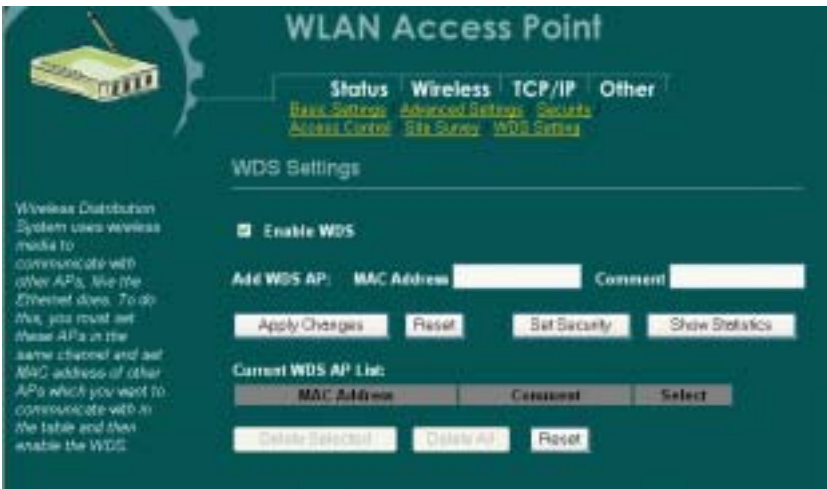 WLAN Access Point
Status Wireless TCP/IP Other
Basic Settings Advanced Settings Security
Access Control Site Survey WDS Setting
WDS Settings
Wireless Distribution
System uses wireless
media to
communicate with
other APs, like the
Ethernet does. To do
this, you must set
these APs in the
same channel and set
MAC address of other
APs which you want to
communicate with in
the table and then
enable the WDS.
Enable WDS
Add WDS AP: MAC Address Comment
Apply Changes Reset Set Security Show Statistics
Current WDS AP List:
MAC Address Comment Select
Delete Selected Delete All Reset